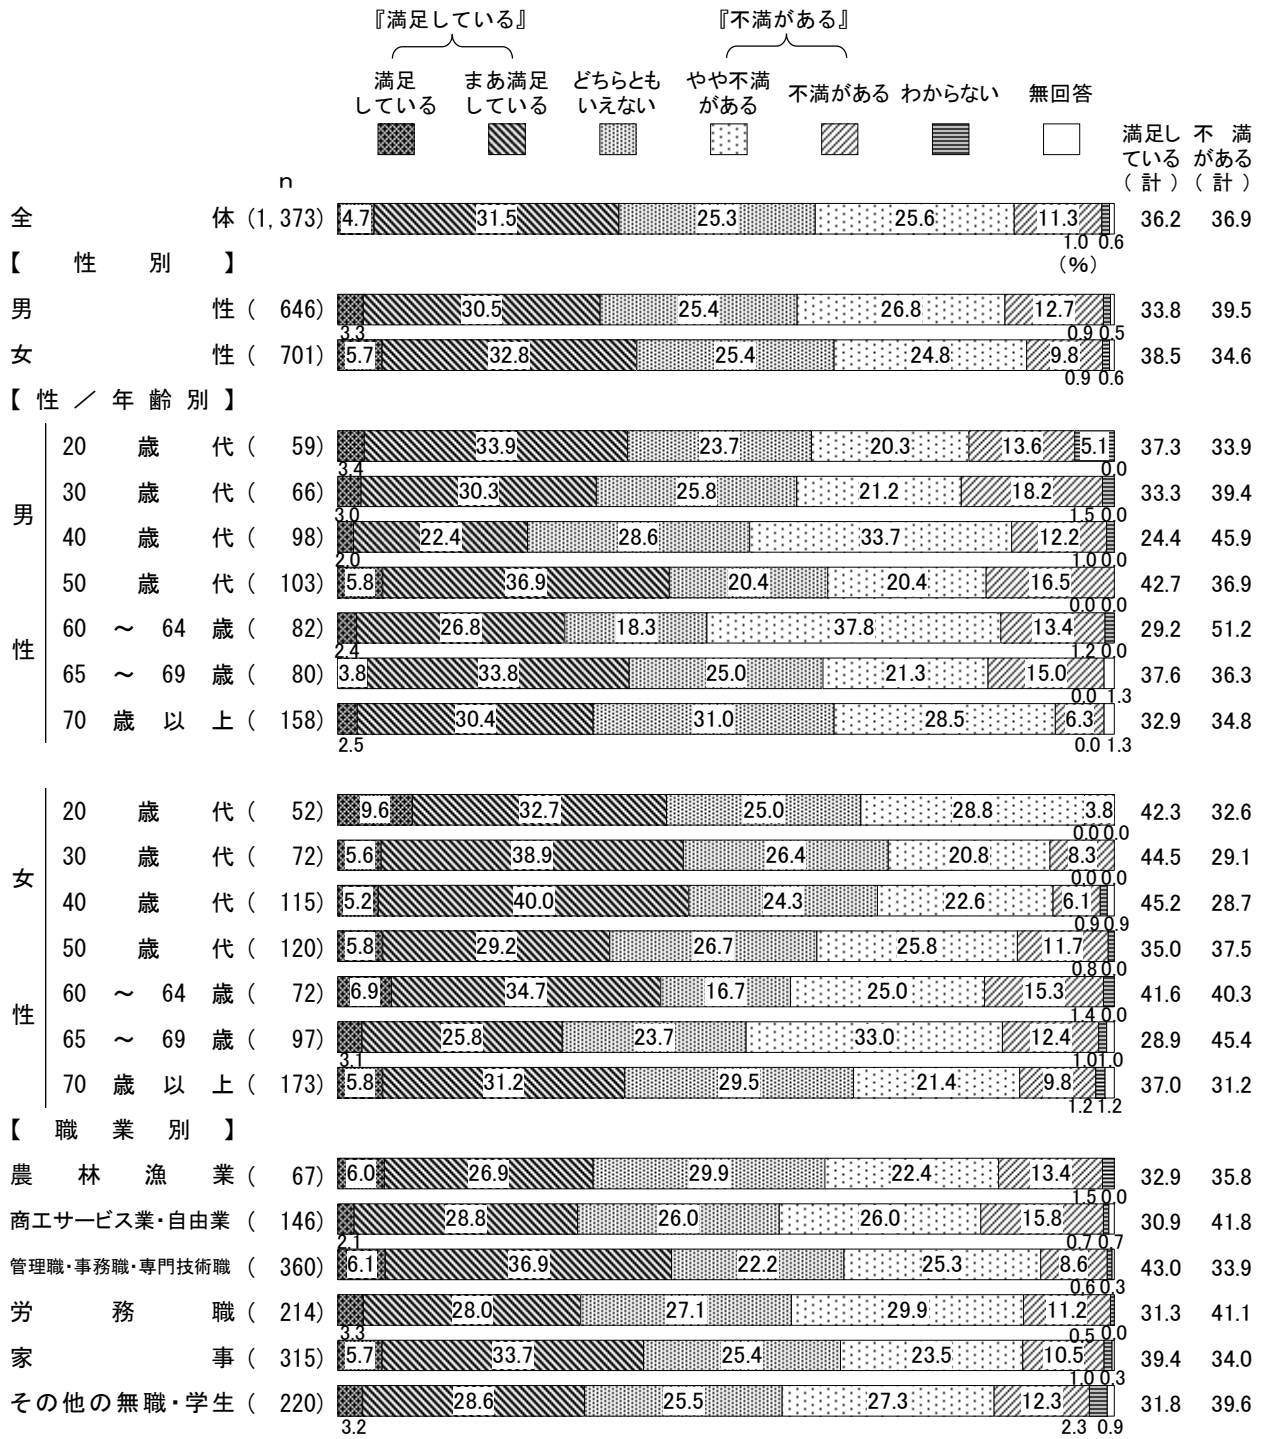 『満足している』 『不満がある』
満足している まあ満足している どちらともいえない やや不満がある 不満がある わからない 無回答
満足している(計) 不満がある(計)
n
全体 (1,373) 4.7 31.5 25.3 25.6 11.3 1.0 0.6 36.2 36.9
【性別】 (%)
男性 ( 646) 3.3 30.5 25.4 26.8 12.7 0.9 0.5 33.8 39.5
女性 ( 701) 5.7 32.8 25.4 24.8 9.8 0.9 0.6 38.5 34.6
【性/年齢別】
男性
20歳代 ( 59) 3.4 33.9 23.7 20.3 13.6 5.1 0.0 37.3 33.9
30歳代 ( 66) 3.0 30.3 25.8 21.2 18.2 1.5 0.0 33.3 39.4
40歳代 ( 98) 2.0 22.4 28.6 33.7 12.2 1.0 0.0 24.4 45.9
50歳代 ( 103) 5.8 36.9 20.4 20.4 16.5 0.0 0.0 42.7 36.9
60～64歳 ( 82) 2.4 26.8 18.3 37.8 13.4 1.2 0.0 29.2 51.2
65～69歳 ( 80) 3.8 33.8 25.0 21.3 15.0 0.0 1.3 37.6 36.3
70歳以上 ( 158) 2.5 30.4 31.0 28.5 6.3 0.0 1.3 32.9 34.8
女性
20歳代 ( 52) 9.6 32.7 25.0 28.8 3.8 0.0 0.0 42.3 32.6
30歳代 ( 72) 5.6 38.9 26.4 20.8 8.3 0.0 0.0 44.5 29.1
40歳代 ( 115) 5.2 40.0 24.3 22.6 6.1 0.9 0.9 45.2 28.7
50歳代 ( 120) 5.8 29.2 26.7 25.8 11.7 0.8 0.0 35.0 37.5
60～64歳 ( 72) 6.9 34.7 16.7 25.0 15.3 1.4 0.0 41.6 40.3
65～69歳 ( 97) 3.1 25.8 23.7 33.0 12.4 1.0 1.0 28.9 45.4
70歳以上 ( 173) 5.8 31.2 29.5 21.4 9.8 1.2 1.2 37.0 31.2
【職業別】
農林漁業 ( 67) 6.0 26.9 29.9 22.4 13.4 1.5 0.0 32.9 35.8
商工サービス業・自由業 ( 146) 2.1 28.8 26.0 26.0 15.8 0.7 0.7 30.9 41.8
管理職・事務職・専門技術職 ( 360) 6.1 36.9 22.2 25.3 8.6 0.6 0.3 43.0 33.9
労務職 ( 214) 3.3 28.0 27.1 29.9 11.2 0.5 0.0 31.3 41.1
家事 ( 315) 5.7 33.7 25.4 23.5 10.5 1.0 0.3 39.4 34.0
その他の無職・学生 ( 220) 3.2 28.6 25.5 27.3 12.3 2.3 0.9 31.8 39.6